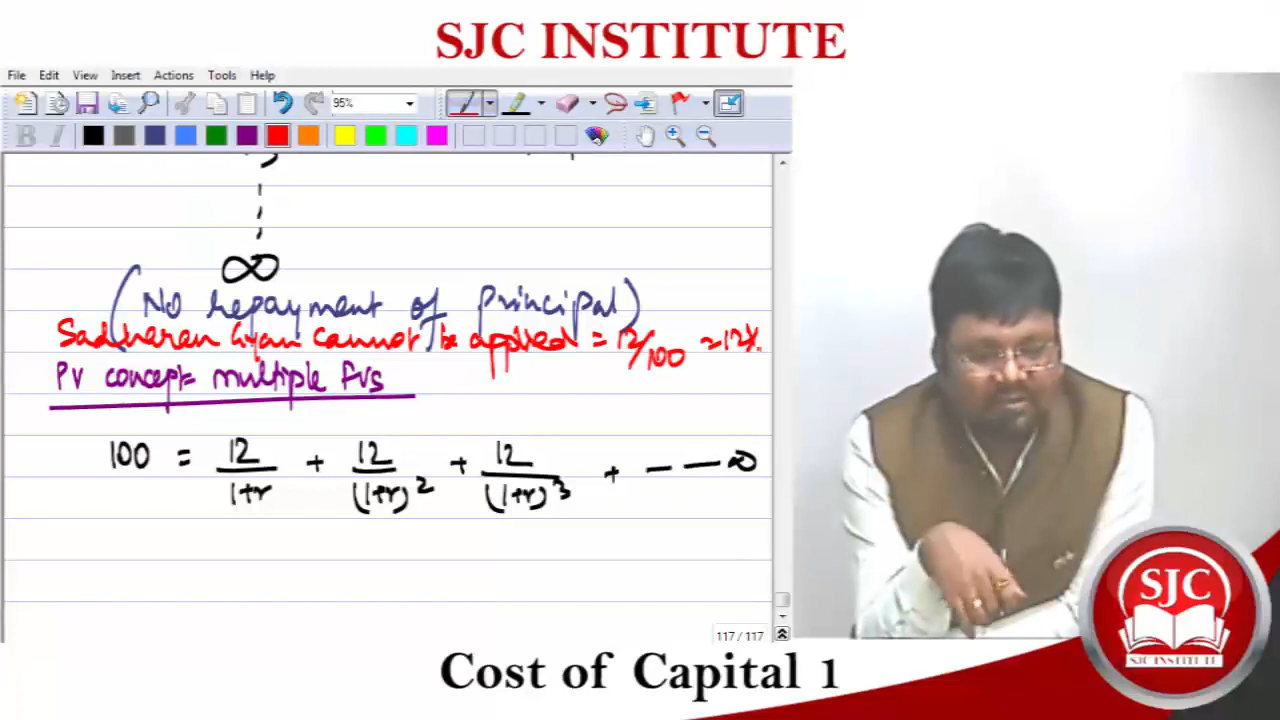 SJC INSTITUTE
File Edit View Insert Actions Tools Help
95%
B I
∞
(No repayment of principal)
Sadharan Gyan cannot be applied = 12/100 = 12%
PV concept multiple FVs
100 = 12/(1+r) + 12/(1+r)^2 + 12/(1+r)^3 + — — ∞
117 / 117
SJC
SJC INSTITUTE
Cost of Capital 1